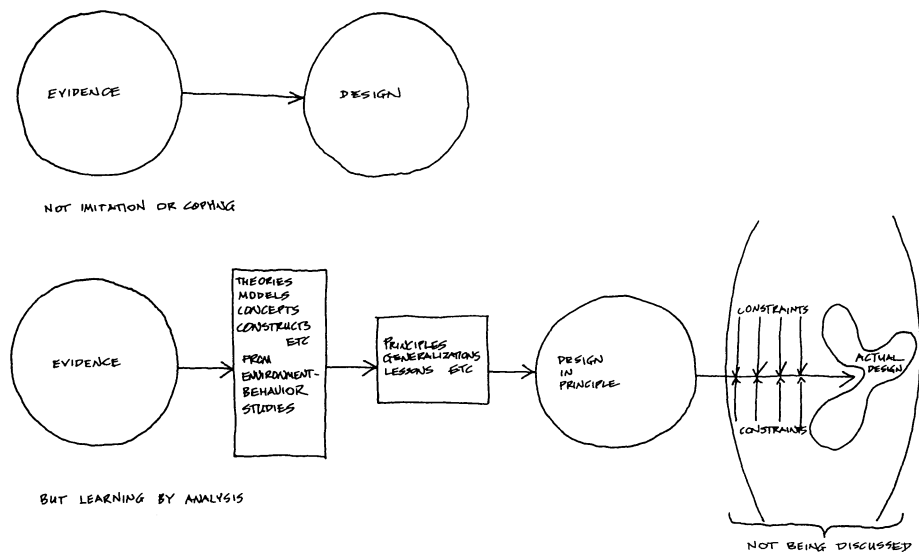 EVIDENCE
DESIGN
NOT IMITATION OR COPYING
EVIDENCE
THEORIES
MODELS
CONCEPTS
CONSTRUCTS
ETC
FROM
ENVIRONMENT-
BEHAVIOR
STUDIES
PRINCIPLES
GENERALIZATIONS
LESSONS ETC
DESIGN
IN
PRINCIPLE
CONSTRAINTS
CONSTRAINTS
ACTUAL
DESIGN
BUT LEARNING BY ANALYSIS
NOT BEING DISCUSSED